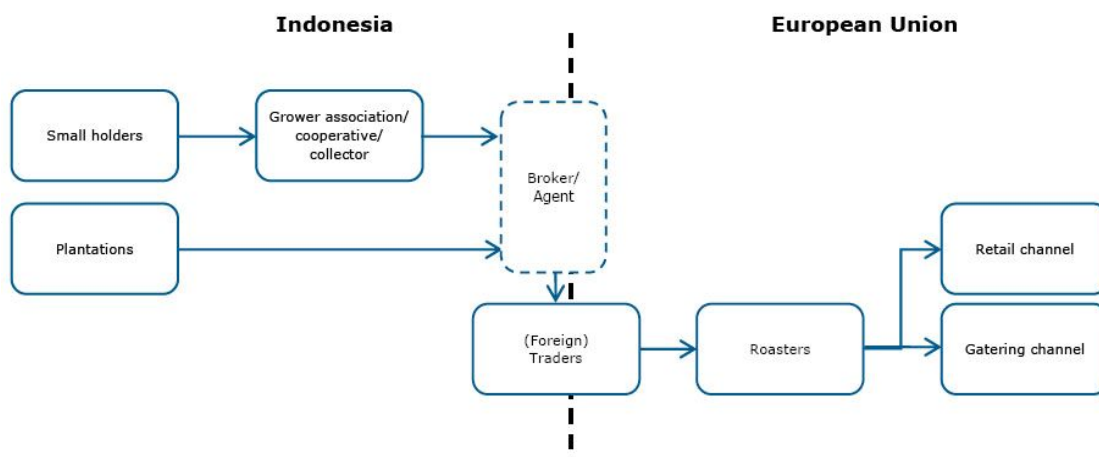 Indonesia
European Union
Small holders
Grower association/
cooperative/
collector
Broker/
Agent
Plantations
Retail channel
(Foreign)
Traders
Roasters
Gatering channel